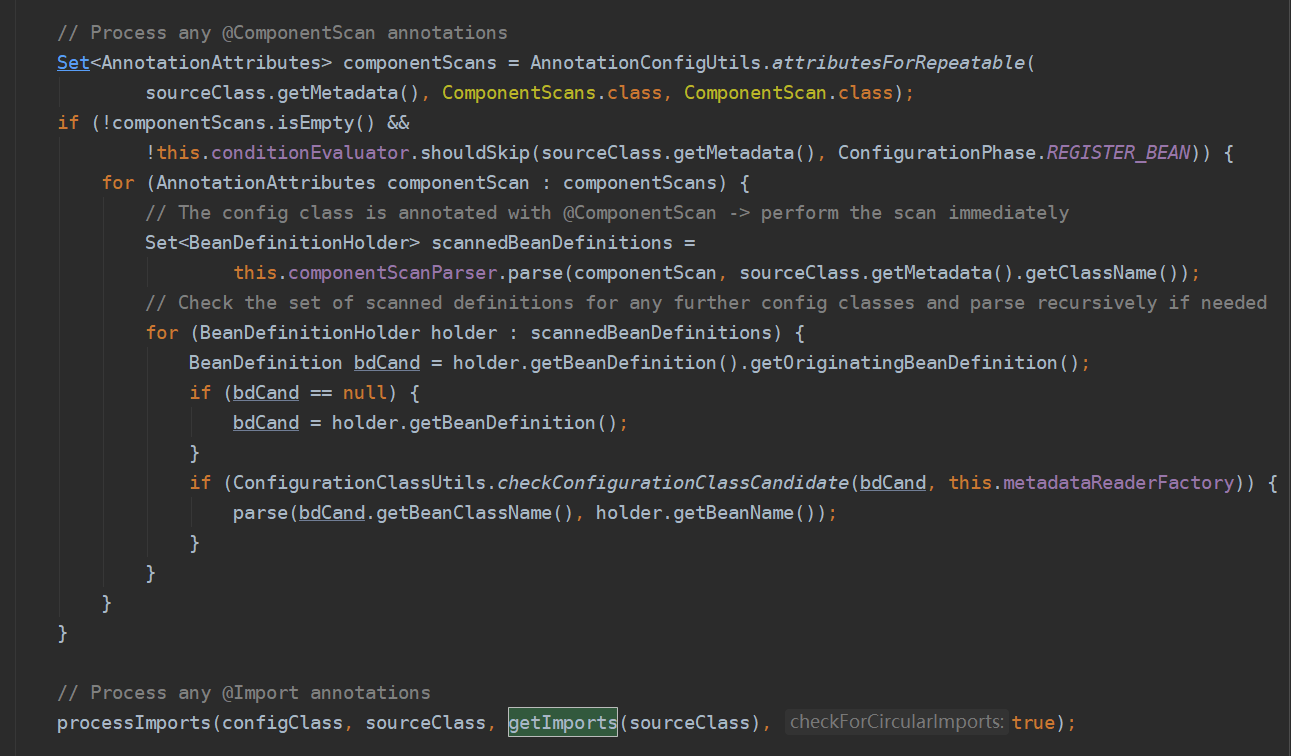 // Process any @ComponentScan annotations
Set<AnnotationAttributes> componentScans = AnnotationConfigUtils.attributesForRepeatable(
        sourceClass.getMetadata(), ComponentScans.class, ComponentScan.class);
if (!componentScans.isEmpty() &&
        !this.conditionEvaluator.shouldSkip(sourceClass.getMetadata(), ConfigurationPhase.REGISTER_BEAN)) {
    for (AnnotationAttributes componentScan : componentScans) {
        // The config class is annotated with @ComponentScan -> perform the scan immediately
        Set<BeanDefinitionHolder> scannedBeanDefinitions =
                this.componentScanParser.parse(componentScan, sourceClass.getMetadata().getClassName());
        // Check the set of scanned definitions for any further config classes and parse recursively if needed
        for (BeanDefinitionHolder holder : scannedBeanDefinitions) {
            BeanDefinition bdCand = holder.getBeanDefinition().getOriginatingBeanDefinition();
            if (bdCand == null) {
                bdCand = holder.getBeanDefinition();
            }
            if (ConfigurationClassUtils.checkConfigurationClassCandidate(bdCand, this.metadataReaderFactory)) {
                parse(bdCand.getBeanClassName(), holder.getBeanName());
            }
        }
    }
}
// Process any @Import annotations
processImports(configClass, sourceClass, getImports(sourceClass), checkForCircularImports: true);